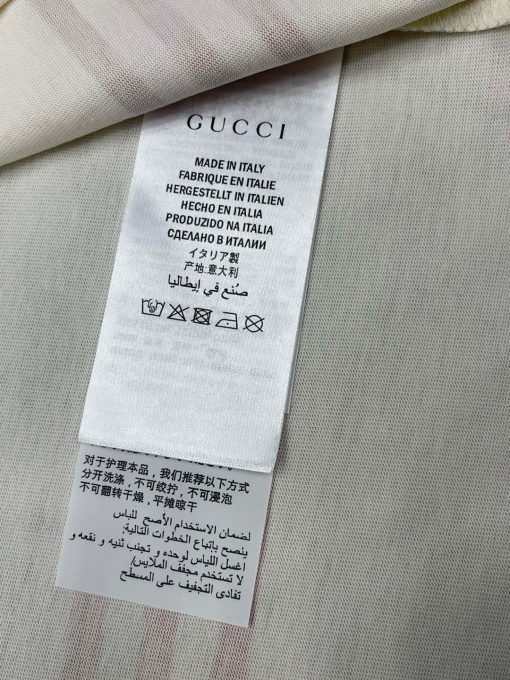 GUCCI
MADE IN ITALY
FABRIQUE EN ITALIE
HERGESTELLT IN ITALIEN
HECHO EN ITALIA
PRODUZIDO NA ITALIA
СДЕЛАНО В ИТАЛИИ
イタリア製
产地:意大利
صُنع في إيطاليا
对于护理本品，我们推荐以下方式
分开洗涤，不可绞拧，不可浸泡
不可翻转干燥，平摊晾干
لضمان الاستخدام الأصح للباس
ينصح بإتباع الخطوات التالية:
اغسل اللباس لوحده و تجنب ثنيه و نقعه و
لا تستخدم مجفف الملابس/
تفادى التجفيف على المسطح